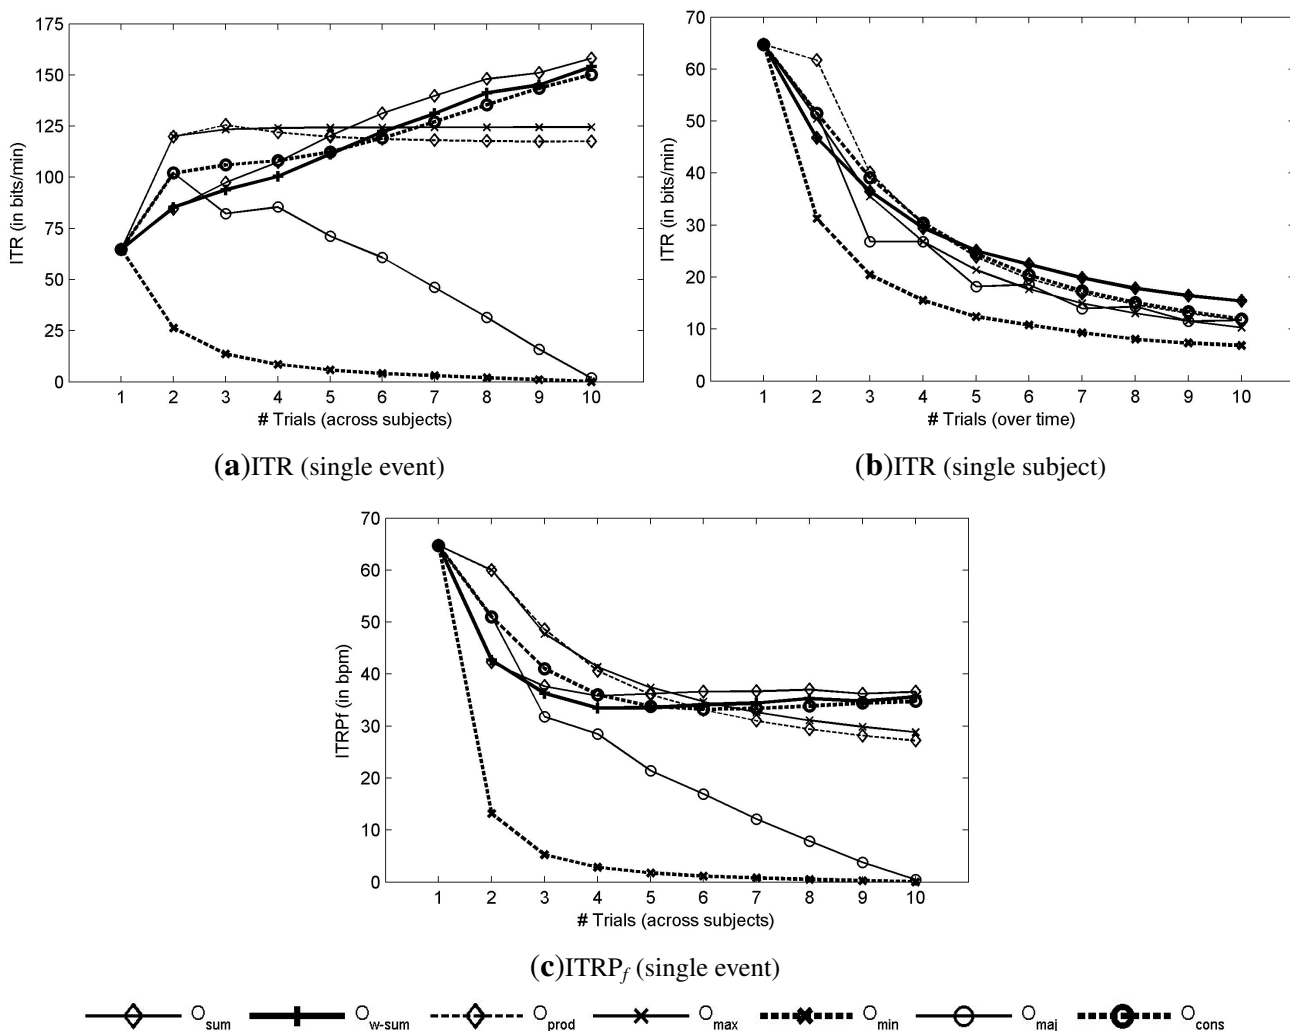 175
150
125
100
75
50
25
0
ITR (in bits/min)
1 2 3 4 5 6 7 8 9 10
# Trials (across subjects)
(a)ITR (single event)
70
60
50
40
30
20
10
0
ITR (in bits/min)
1 2 3 4 5 6 7 8 9 10
# Trials (over time)
(b)ITR (single subject)
70
60
50
40
30
20
10
0
ITRPf (in bpm)
1 2 3 4 5 6 7 8 9 10
# Trials (across subjects)
(c)ITRPf (single event)
Osum Ow-sum Oprod Omax Omin Omaj Ocons